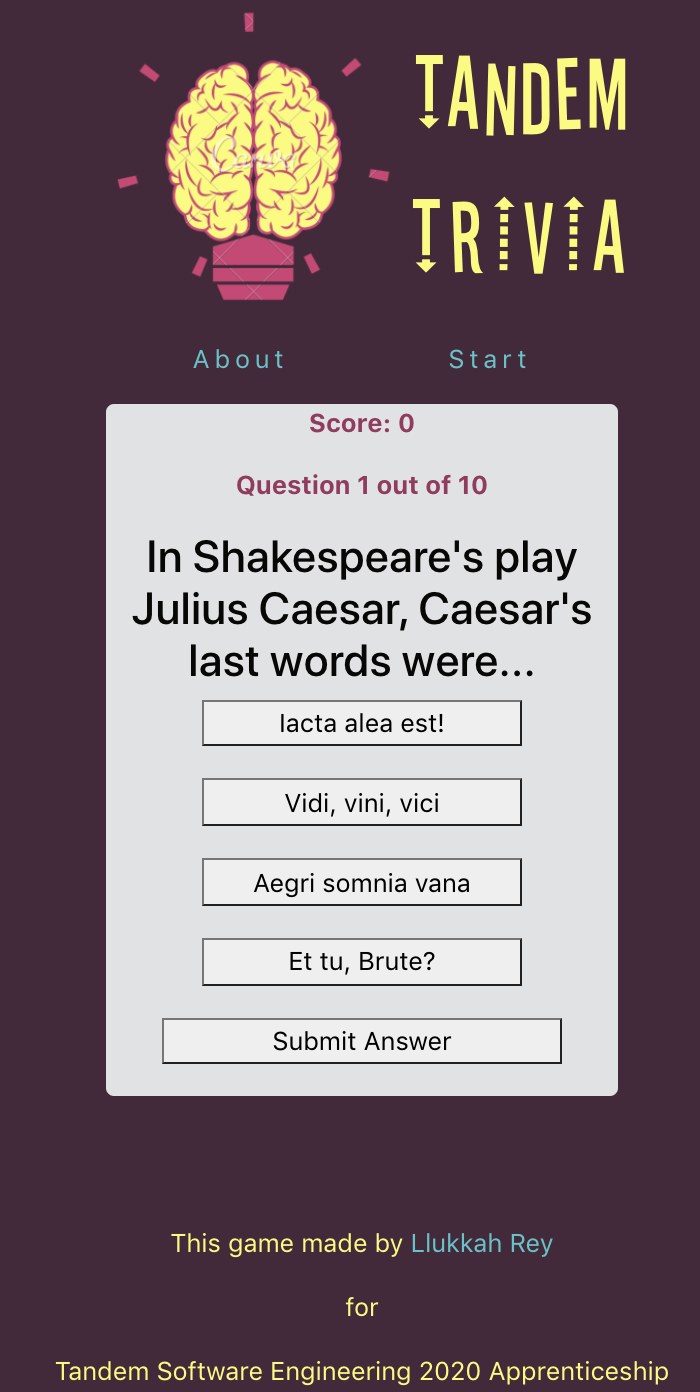 TANDEM
TRIVIA
About Start
Score: 0
Question 1 out of 10
In Shakespeare's play
Julius Caesar, Caesar's
last words were...
Iacta alea est!
Vidi, vini, vici
Aegri somnia vana
Et tu, Brute?
Submit Answer
This game made by Llukkah Rey
for
Tandem Software Engineering 2020 Apprenticeship